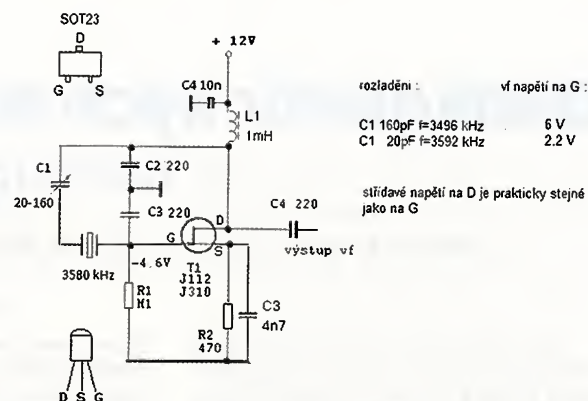 SOT23
D
G S
+ 12V
C4 10n
L1
1mH
C1
20-160
C2 220
C3 220
3580 kHz
-4.6V
G
D
S
T1
J112
J310
C4 220
výstup vf
R1
M1
R2
470
C3
4n7
D S G
rozladění : vf napětí na G :
C1 160pF f=3496 kHz 6 V
C1 20pF f=3592 kHz 2.2 V
střídavé napětí na D je prakticky stejné
jako na G